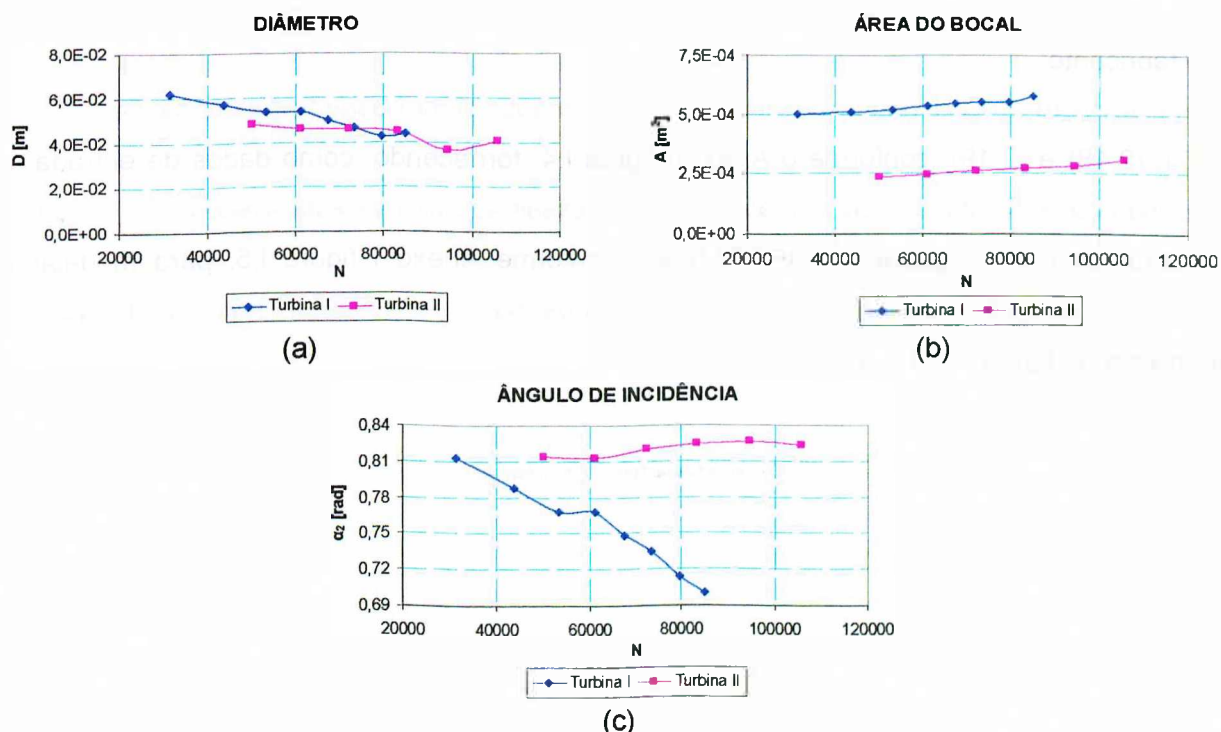 DIÂMETRO
8,0E-02
6,0E-02
4,0E-02
2,0E-02
0,0E+00
D [m]
20000 40000 60000 80000 100000 120000
N
Turbina I Turbina II
(a)
ÁREA DO BOCAL
7,5E-04
5,0E-04
2,5E-04
0,0E-04
A [m²]
20000 40000 60000 80000 100000 120000
N
Turbina I Turbina II
(b)
ÂNGULO DE INCIDÊNCIA
0,84
0,81
0,78
0,75
0,72
0,69
α₂ [rad]
20000 40000 60000 80000 100000 120000
N
Turbina I Turbina II
(c)